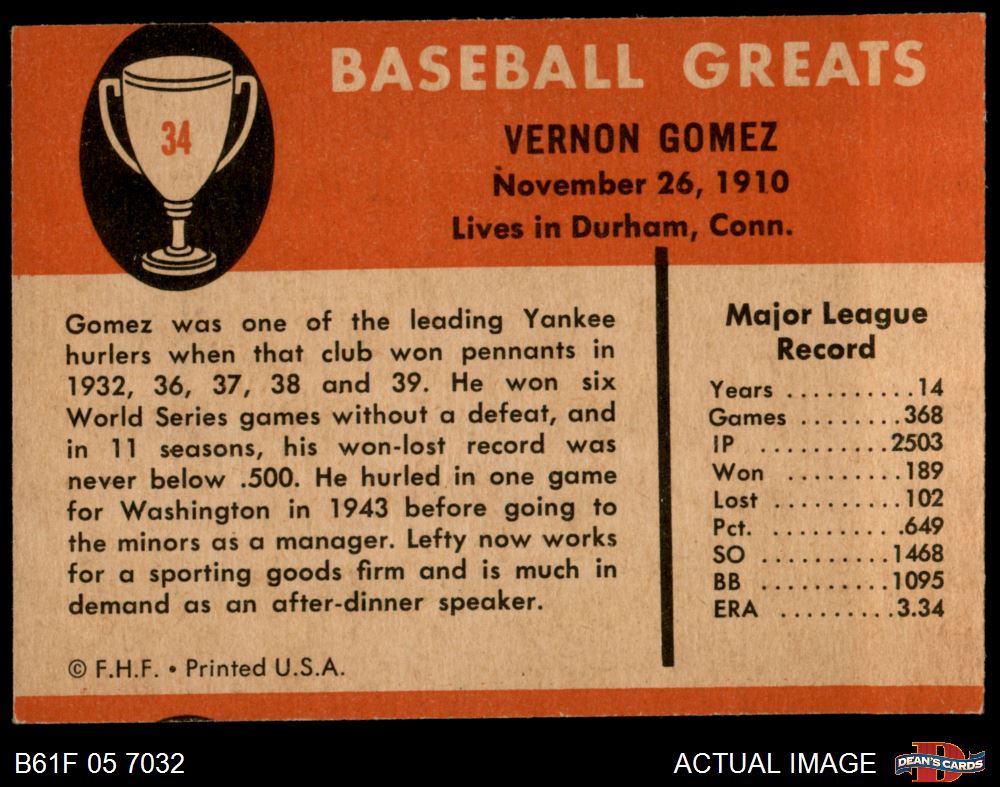 34
BASEBALL GREATS
VERNON GOMEZ
November 26, 1910
Lives in Durham, Conn.
Gomez was one of the leading Yankee
hurlers when that club won pennants in
1932, 36, 37, 38 and 39. He won six
World Series games without a defeat, and
in 11 seasons, his won-lost record was
never below .500. He hurled in one game
for Washington in 1943 before going to
the minors as a manager. Lefty now works
for a sporting goods firm and is much in
demand as an after-dinner speaker.
© F.H.F. • Printed U.S.A.
Major League
Record
Years ..........14
Games ........368
IP ..........2503
Won .........189
Lost ..........102
Pct. ..........649
SO ..........1468
BB ..........1095
ERA .........3.34
B61F 05 7032
ACTUAL IMAGE
DEAN'S CARDS